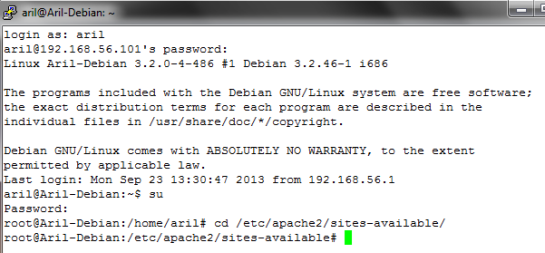 aril@Aril-Debian: ~
login as: aril
aril@192.168.56.101's password:
Linux Aril-Debian 3.2.0-4-486 #1 Debian 3.2.46-1 i686
The programs included with the Debian GNU/Linux system are free software;
the exact distribution terms for each program are described in the
individual files in /usr/share/doc/*/copyright.
Debian GNU/Linux comes with ABSOLUTELY NO WARRANTY, to the extent
permitted by applicable law.
Last login: Mon Sep 23 13:30:47 2013 from 192.168.56.1
aril@Aril-Debian:~$ su
Password:
root@Aril-Debian:/home/aril# cd /etc/apache2/sites-available/
root@Aril-Debian:/etc/apache2/sites-available#